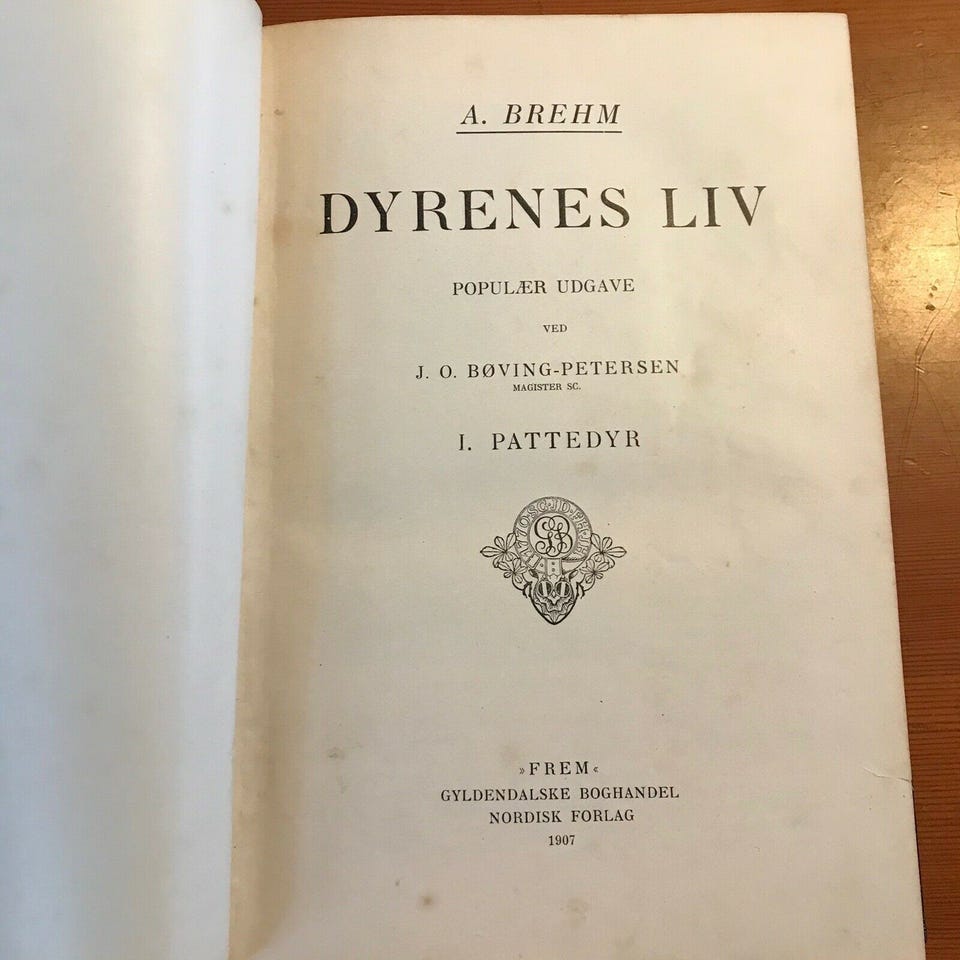 A. BREHM
DYRENES LIV
POPULÆR UDGAVE
VED
J. O. BØVING-PETERSEN
MAGISTER SC.
I. PATTEDYR
»FREM«
GYLDENDALSKE BOGHANDEL
NORDISK FORLAG
1907